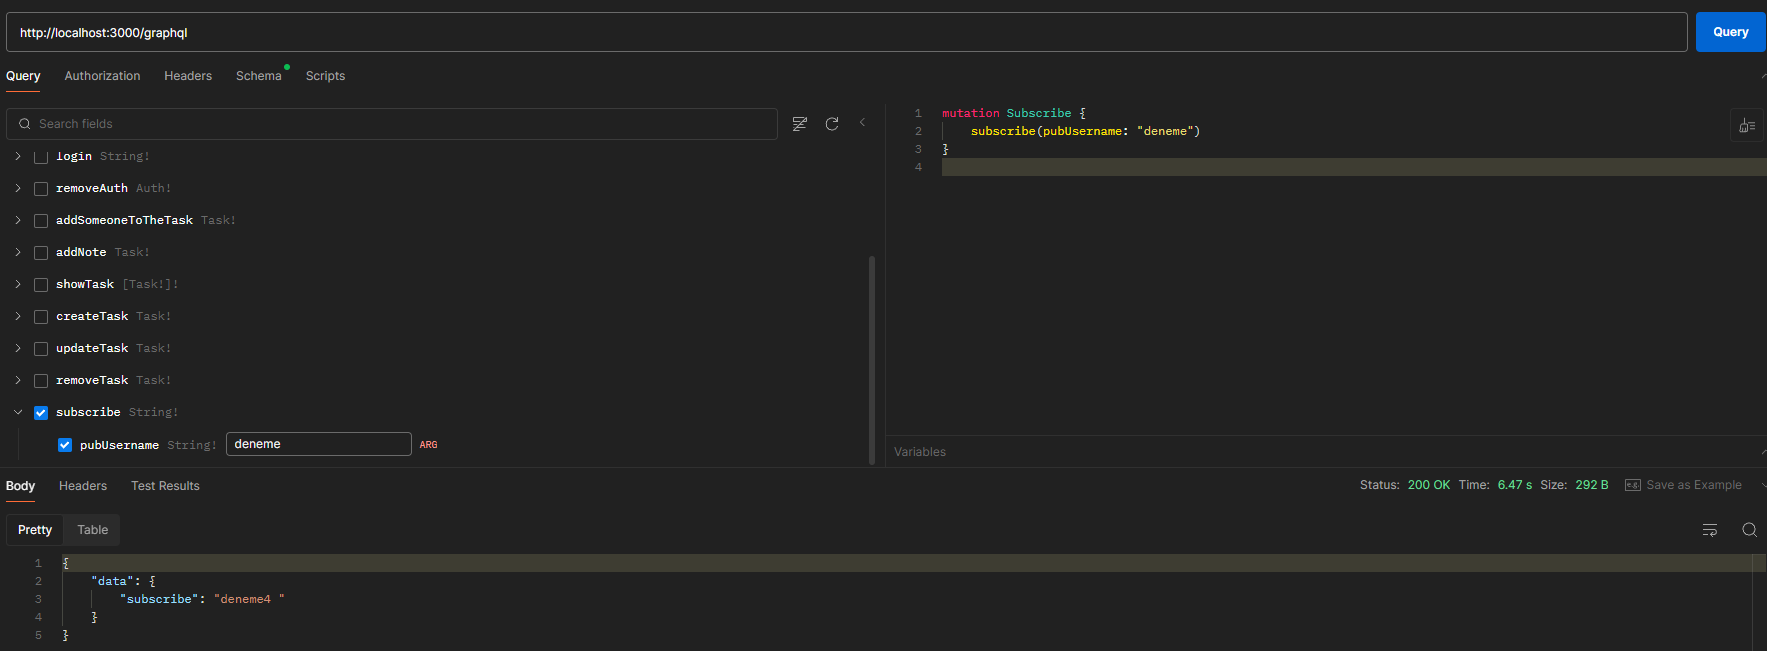 http://localhost:3000/graphql
Query
Query
Authorization
Headers
Schema
Scripts
Search fields
login String!
removeAuth Auth!
addSomeoneToTheTask Task!
addNote Task!
showTask [Task!]!
createTask Task!
updateTask Task!
removeTask Task!
subscribe String!
pubUsername String! deneme ARG
1 mutation Subscribe {
2 subscribe(pubUsername: "deneme")
3 }
4
Variables
Body
Headers
Test Results
Status: 200 OK Time: 6.47 s Size: 292 B
e.g. Save as Example
Pretty
Table
1 {
2 "data": {
3 "subscribe": "deneme4 "
4 }
5 }